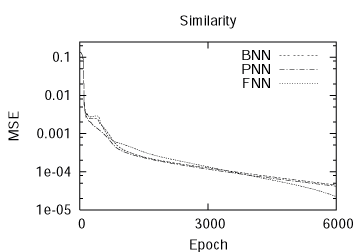 Similarity
BNN
PNN
FNN
0.1
0.01
0.001
1e-04
1e-05
MSE
0
3000
6000
Epoch